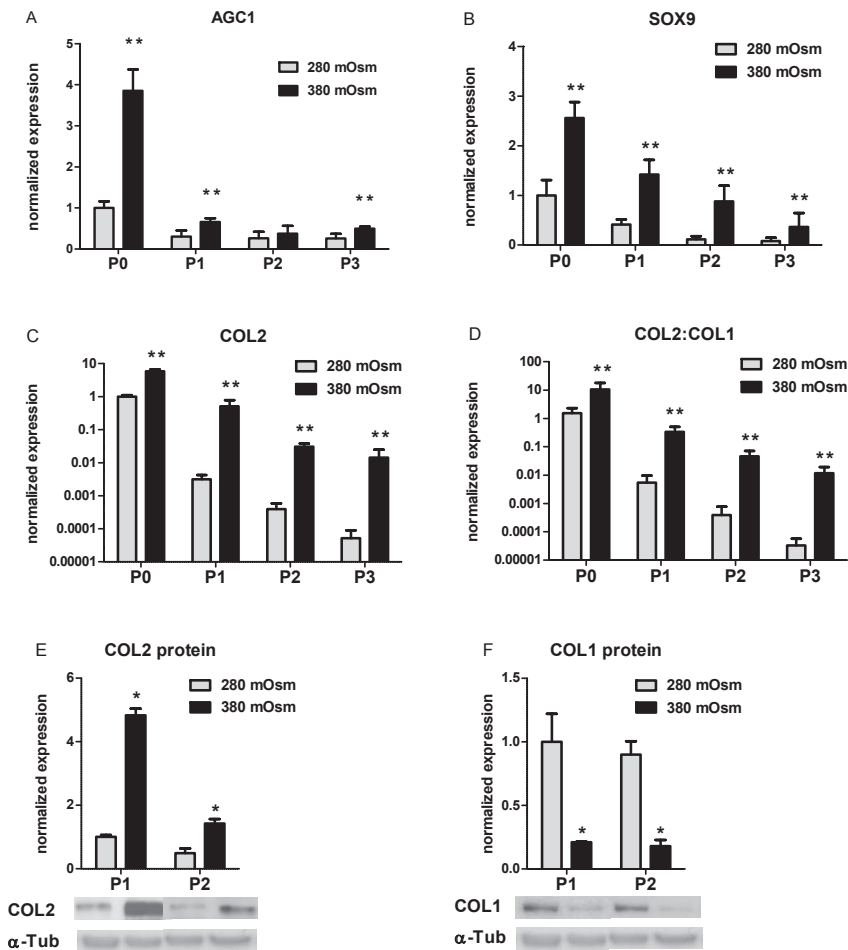 A
AGC1
normalized expression
5
4
3
2
1
0
**
**
**
280 mOsm
380 mOsm
P0 P1 P2 P3
B
SOX9
normalized expression
4
3
2
1
0
**
**
**
**
280 mOsm
380 mOsm
P0 P1 P2 P3
C
COL2
normalized expression
10
1
0.1
0.01
0.001
0.0001
0.00001
**
**
**
**
280 mOsm
380 mOsm
P0 P1 P2 P3
D
COL2:COL1
normalized expression
100
10
1
0.1
0.01
0.001
0.0001
0.00001
**
**
**
**
280 mOsm
380 mOsm
P0 P1 P2 P3
E
COL2 protein
normalized expression
6
4
2
0
*
*
280 mOsm
380 mOsm
P1 P2
COL2
α-Tub
F
COL1 protein
normalized expression
1.5
1.0
0.5
0.0
*
*
280 mOsm
380 mOsm
P1 P2
COL1
α-Tub